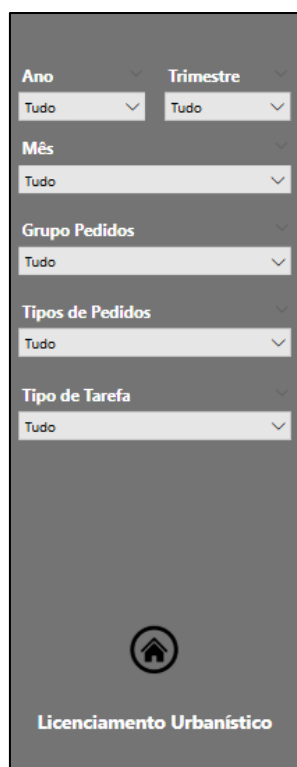 Ano Trimestre
Tudo Tudo
Mês
Tudo
Grupo Pedidos
Tudo
Tipos de Pedidos
Tudo
Tipo de Tarefa
Tudo
Licenciamento Urbanístico